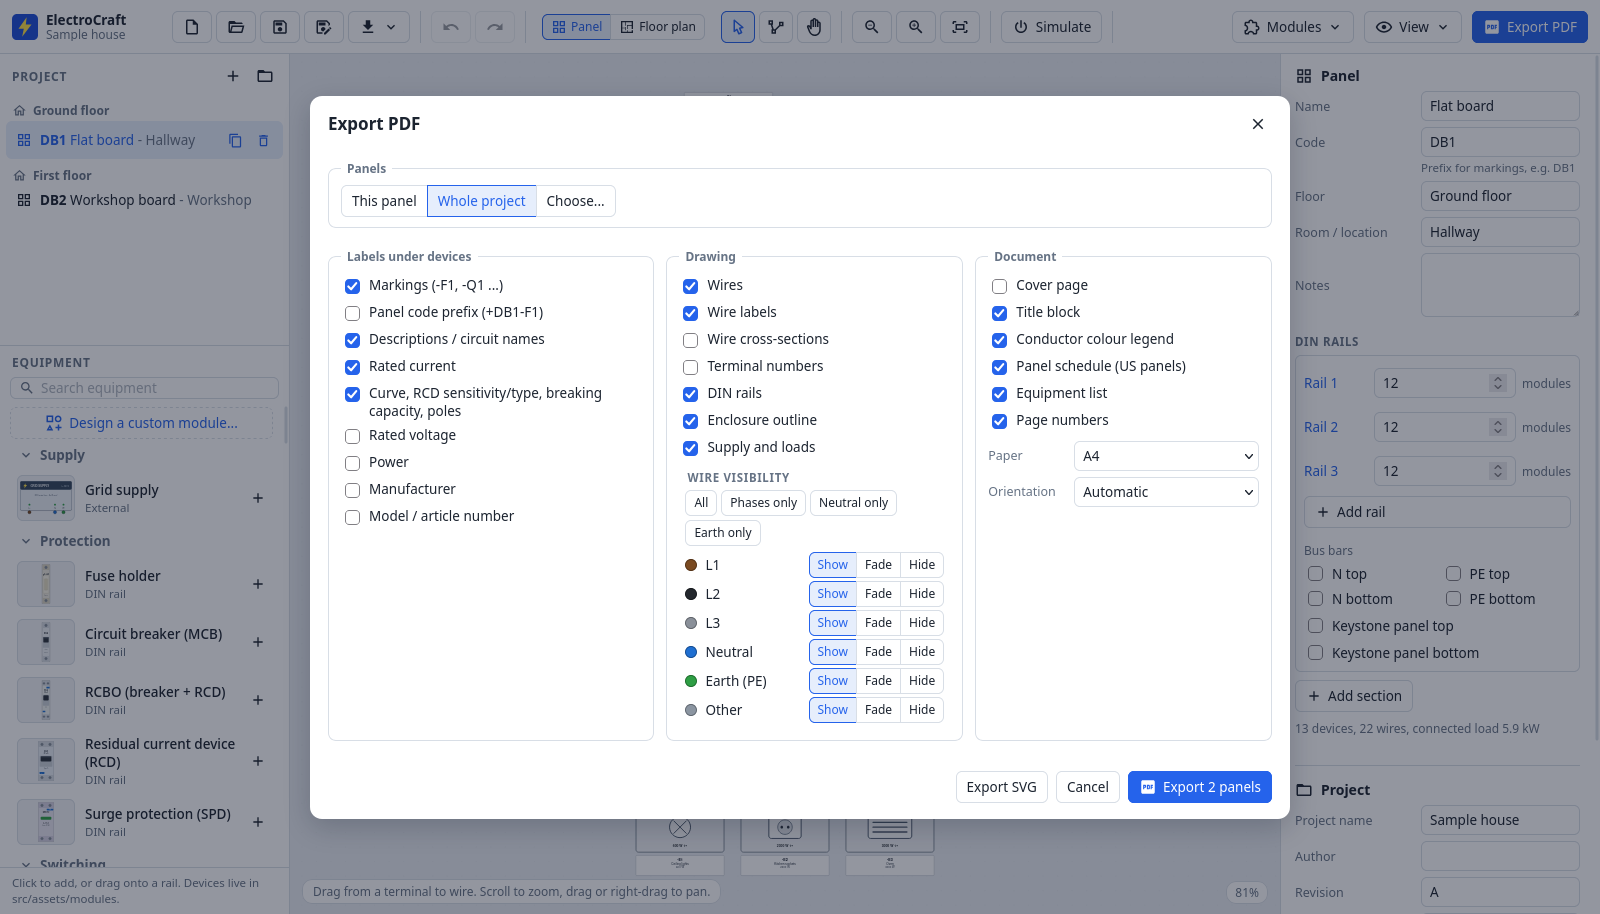 ElectroCraft
Sample house
Panel
Floor plan
Simulate
Modules
View
Export PDF
PROJECT
Ground floor
DB1 Flat board - Hallway
First floor
DB2 Workshop board - Workshop
EQUIPMENT
Search equipment
Design a custom module...
Supply
Grid supply
External
Protection
Fuse holder
DIN rail
Circuit breaker (MCB)
DIN rail
RCBO (breaker + RCD)
DIN rail
Residual current device
(RCD)
DIN rail
Surge protection (SPD)
DIN rail
Switching
Click to add, or drag onto a rail. Devices live in
src/assets/modules.
Export PDF
Panels
This panel
Whole project
Choose...
Labels under devices
Markings (-F1, -Q1 ...)
Panel code prefix (+DB1-F1)
Descriptions / circuit names
Rated current
Curve, RCD sensitivity/type, breaking
capacity, poles
Rated voltage
Power
Manufacturer
Model / article number
Drawing
Wires
Wire labels
Wire cross-sections
Terminal numbers
DIN rails
Enclosure outline
Supply and loads
WIRE VISIBILITY
All
Phases only
Neutral only
Earth only
L1 Show Fade Hide
L2 Show Fade Hide
L3 Show Fade Hide
Neutral Show Fade Hide
Earth (PE) Show Fade Hide
Other Show Fade Hide
Document
Cover page
Title block
Conductor colour legend
Panel schedule (US panels)
Equipment list
Page numbers
Paper A4
Orientation Automatic
Export SVG
Cancel
PDF Export 2 panels
Drag from a terminal to wire. Scroll to zoom, drag or right-drag to pan.
81%
Panel
Name Flat board
Code DB1
Prefix for markings, e.g. DB1
Floor Ground floor
Room / location Hallway
Notes
DIN RAILS
Rail 1 12 modules
Rail 2 12 modules
Rail 3 12 modules
Add rail
Bus bars
N top
PE top
N bottom
PE bottom
Keystone panel top
Keystone panel bottom
Add section
13 devices, 22 wires, connected load 5.9 kW
Project
Project name Sample house
Author
Revision A